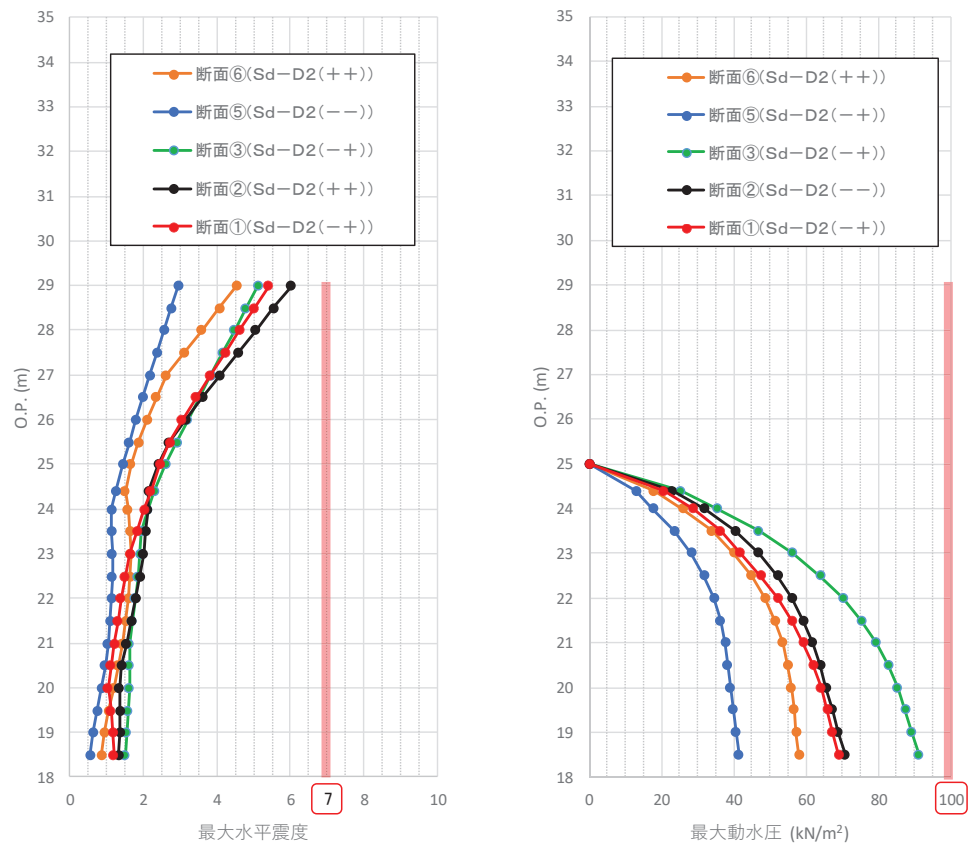 35
34
33
32
31
30
29
28
27
26
25
24
23
22
21
20
19
18
O.P. (m)
断面⑥(Sd－D2(＋＋))
断面⑤(Sd－D2(－－))
断面③(Sd－D2(－＋))
断面②(Sd－D2(＋＋))
断面①(Sd－D2(－＋))
0 2 4 6 7 8 10
最大水平震度
35
34
33
32
31
30
29
28
27
26
25
24
23
22
21
20
19
18
O.P. (m)
断面⑥(Sd－D2(＋＋))
断面⑤(Sd－D2(－＋))
断面③(Sd－D2(－＋))
断面②(Sd－D2(－－))
断面①(Sd－D2(－＋))
0 20 40 60 80 100
最大動水圧 (kN/m²)